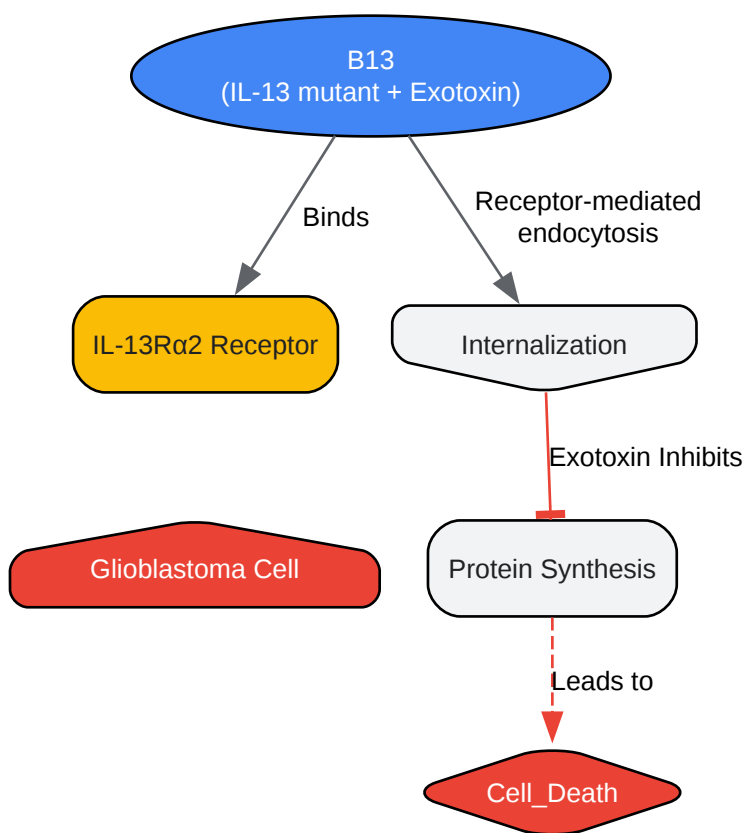 B13
(IL-13 mutant + Exotoxin)
Binds
Receptor-mediated
endocytosis
IL-13Rα2 Receptor
Internalization
Exotoxin Inhibits
Glioblastoma Cell
Protein Synthesis
Leads to
Cell_Death